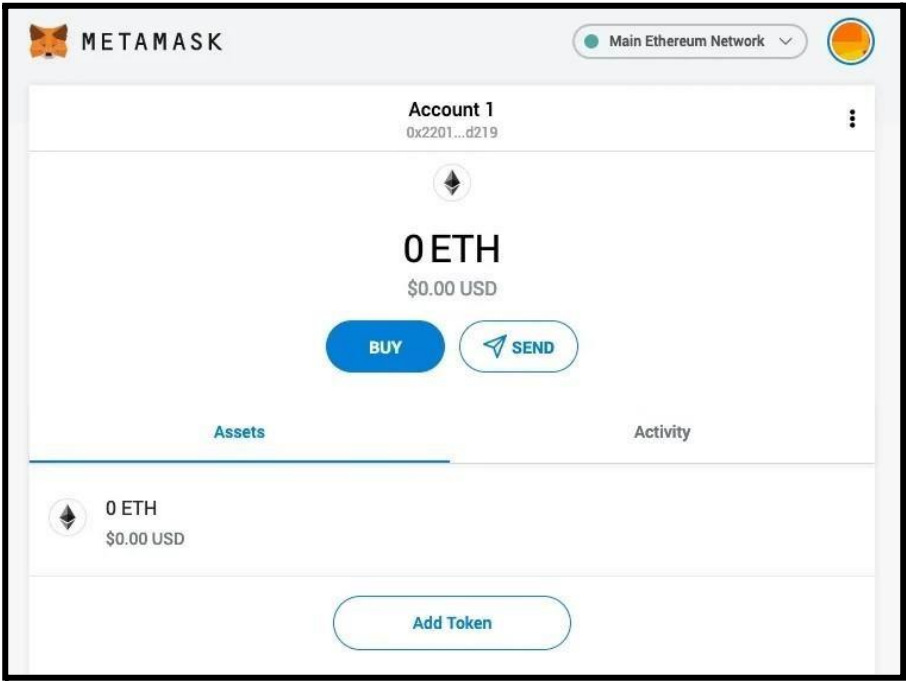 METAMASK
Main Ethereum Network
Account 1
0x2201...d219
0 ETH
$0.00 USD
BUY
SEND
Assets
Activity
0 ETH
$0.00 USD
Add Token